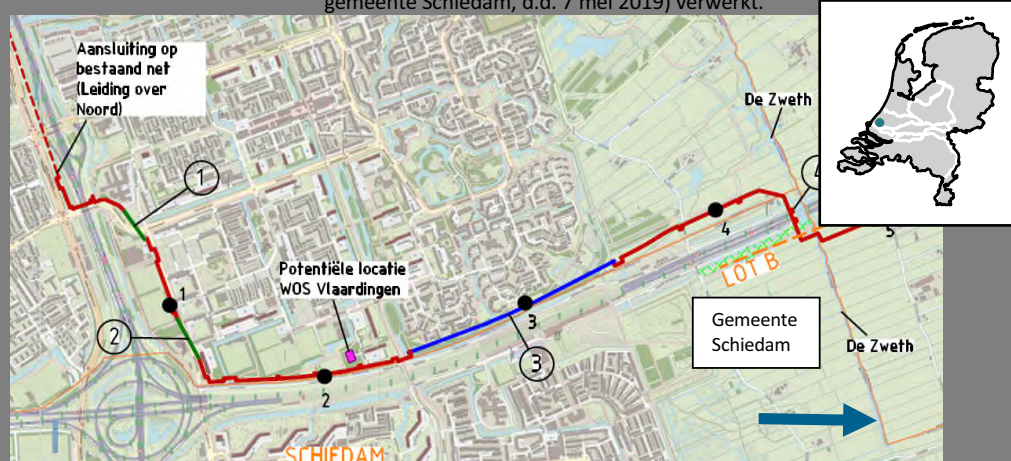 gemeente Schiedam, d.d. 7 mei 2019) verwerkt.
Aansluiting op
bestaand net
(Leiding over
Noord)
De Zweth
1
4
4
5
LOT B
Potentiële locatie
WOS Vlaardingen
1
3
2
3
2
Gemeente
Schiedam
De Zweth
SCHIEDAM